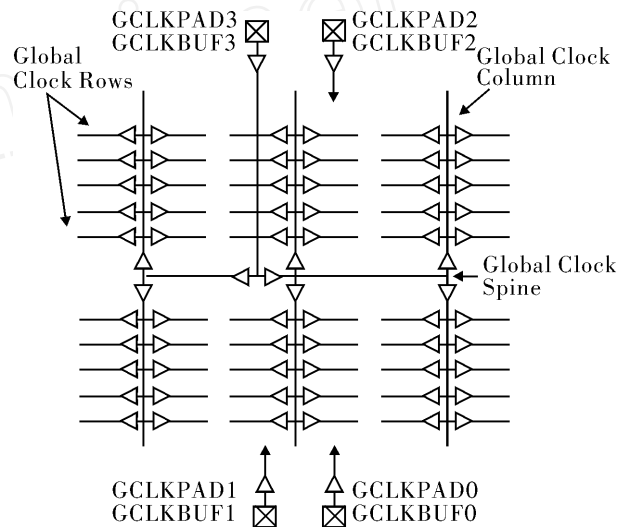 GCLKPAD3
GCLKBUF3
GCLKPAD2
GCLKBUF2
Global
Clock Rows
Global Clock
Column
Global Clock
Spine
GCLKPAD1
GCLKBUF1
GCLKPAD0
GCLKBUF0